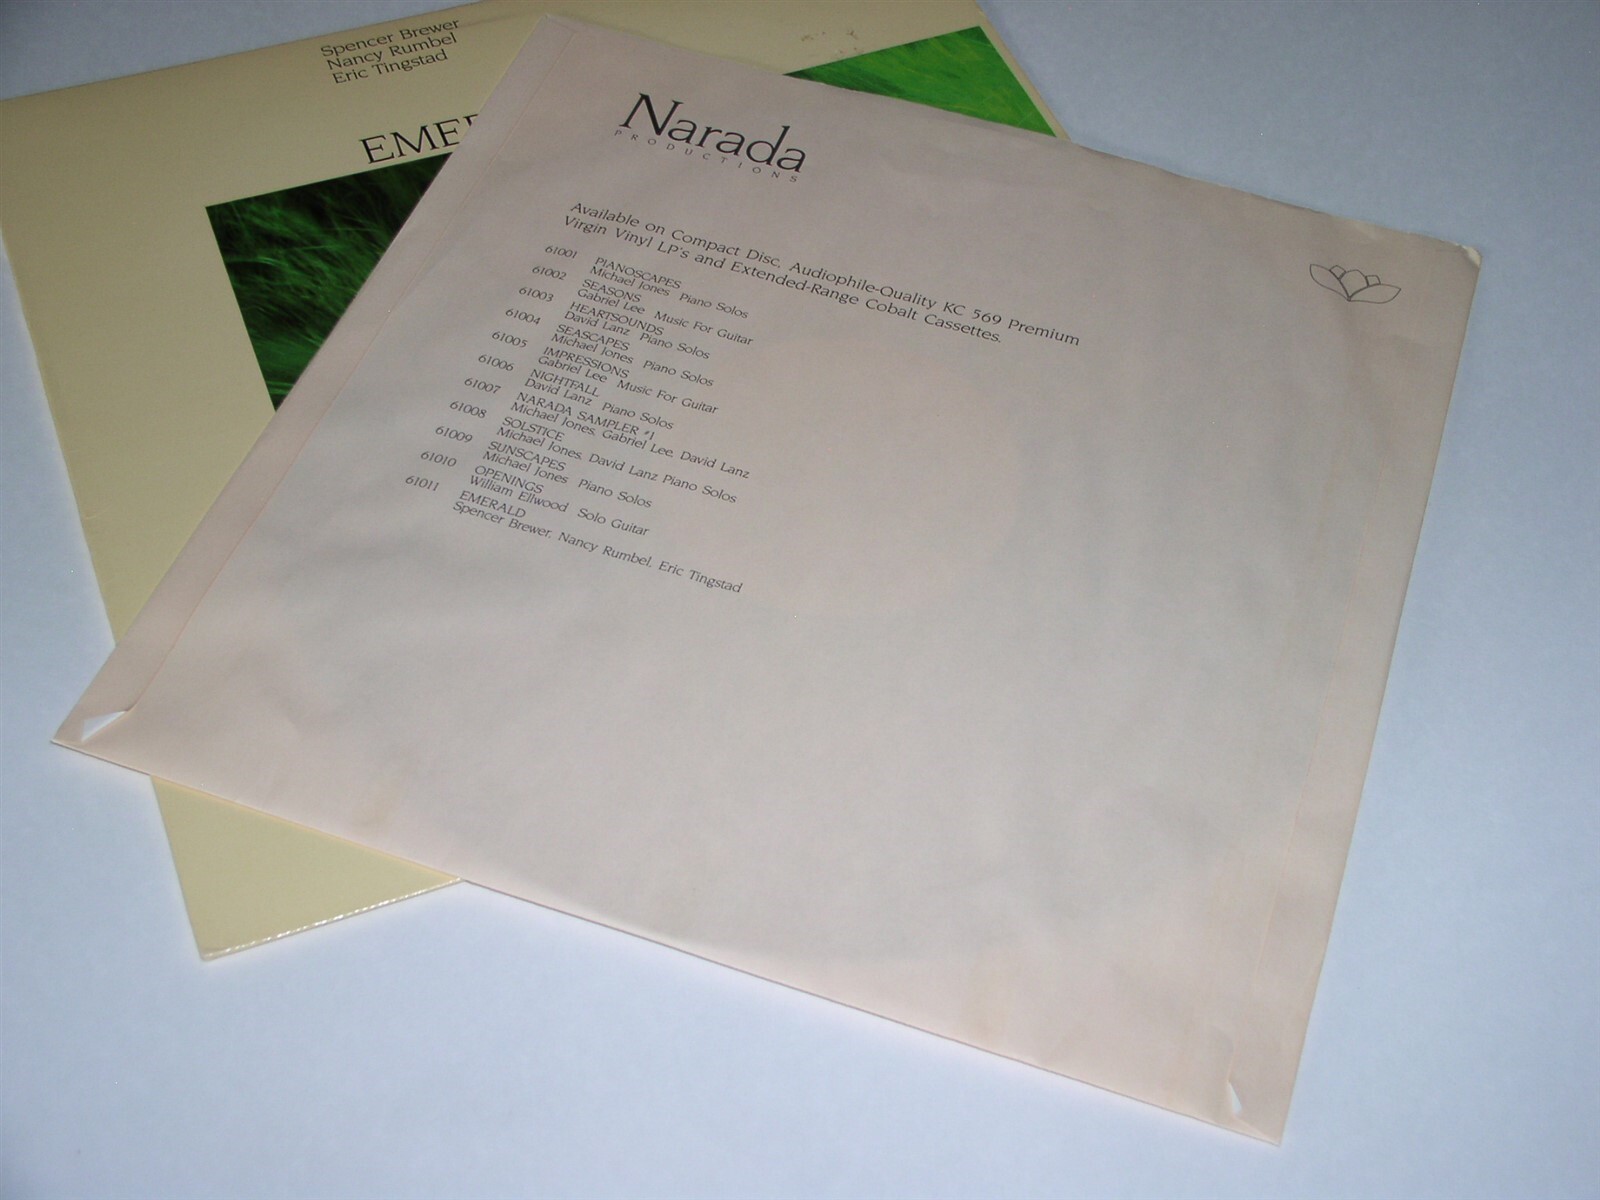 Spencer Brewer
Nancy Rumbel
Eric Tingstad
EME
Narada
PRODUCTIONS
Available on Compact Disc, Audiophile-Quality KC 569 Premium
Virgin Vinyl LP's and Extended-Range Cobalt Cassettes.
61001 PIANOSCAPES
Michael Jones Piano Solos
61002 SEASONS
Gabriel Lee Music For Guitar
61003 HEARTSOUNDS
David Lanz Piano Solos
61004 SEASCAPES
Michael Jones Piano Solos
61005 IMPRESSIONS
Gabriel Lee Music For Guitar
61006 NIGHTFALL
David Lanz Piano Solos
61007 NARADA SAMPLER #1
Michael Jones, Gabriel Lee, David Lanz
61008 SOLSTICE
Michael Jones, David Lanz Piano Solos
61009 SUNSCAPES
Michael Jones Piano Solos
61010 OPENINGS
William Ellwood Solo Guitar
61011 EMERALD
Spencer Brewer, Nancy Rumbel, Eric Tingstad